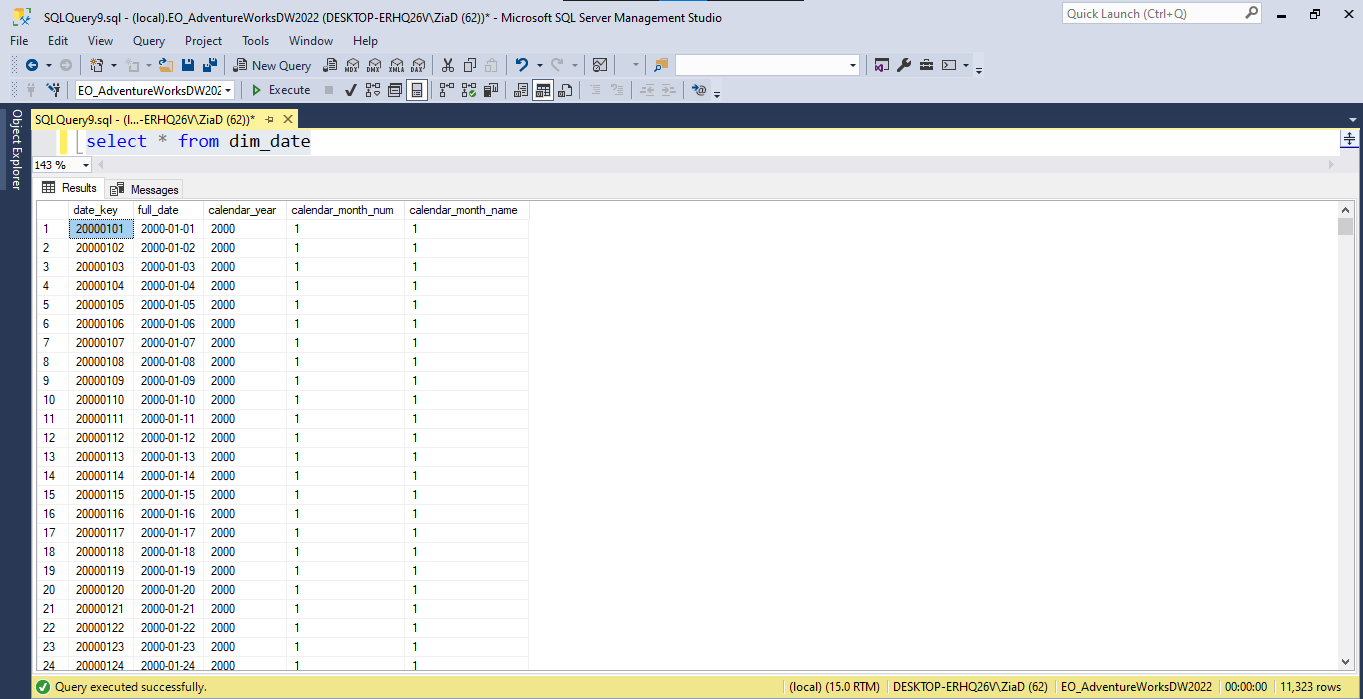 SQLQuery9.sql - (local).EO_AdventureWorksDW2022 (DESKTOP-ERHQ26V\ZiaD (62))* - Microsoft SQL Server Management Studio
Quick Launch (Ctrl+Q)
File Edit View Query Project Tools Window Help
New Query MDX DMX XMLA DAX
EO_AdventureWorksDW202 Execute
Object Explorer
SQLQuery9.sql - (l...-ERHQ26V\ZiaD (62))*
select * from dim_date
143 %
Results Messages
date_key full_date calendar_year calendar_month_num calendar_month_name
1 20000101 2000-01-01 2000 1 1
2 20000102 2000-01-02 2000 1 1
3 20000103 2000-01-03 2000 1 1
4 20000104 2000-01-04 2000 1 1
5 20000105 2000-01-05 2000 1 1
6 20000106 2000-01-06 2000 1 1
7 20000107 2000-01-07 2000 1 1
8 20000108 2000-01-08 2000 1 1
9 20000109 2000-01-09 2000 1 1
10 20000110 2000-01-10 2000 1 1
11 20000111 2000-01-11 2000 1 1
12 20000112 2000-01-12 2000 1 1
13 20000113 2000-01-13 2000 1 1
14 20000114 2000-01-14 2000 1 1
15 20000115 2000-01-15 2000 1 1
16 20000116 2000-01-16 2000 1 1
17 20000117 2000-01-17 2000 1 1
18 20000118 2000-01-18 2000 1 1
19 20000119 2000-01-19 2000 1 1
20 20000120 2000-01-20 2000 1 1
21 20000121 2000-01-21 2000 1 1
22 20000122 2000-01-22 2000 1 1
23 20000123 2000-01-23 2000 1 1
24 20000124 2000-01-24 2000 1 1
Query executed successfully. (local) (15.0 RTM) DESKTOP-ERHQ26V\ZiaD (62) EO_AdventureWorksDW2022 00:00:00 11,323 rows